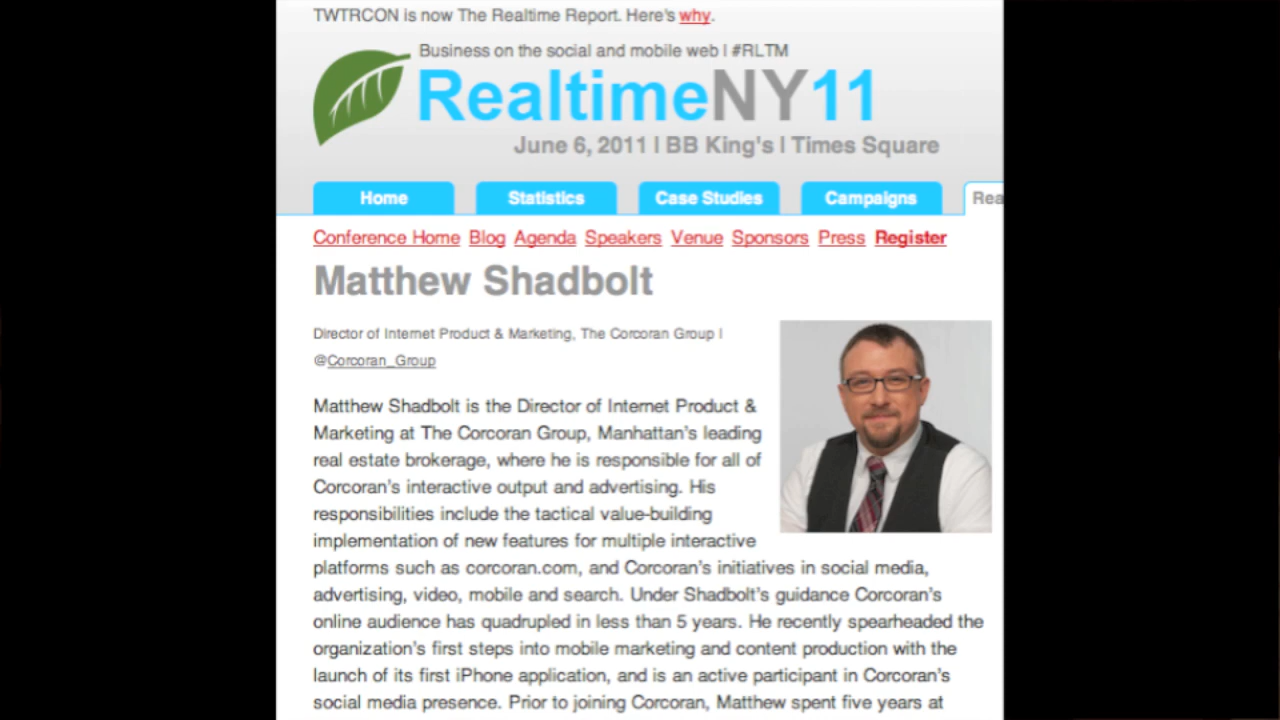 TWTRCON is now The Realtime Report. Here's why.
Business on the social and mobile web | #RLTM
RealtimeNY11
June 6, 2011 | BB King's | Times Square
Home Statistics Case Studies Campaigns
Conference Home Blog Agenda Speakers Venue Sponsors Press Register
Matthew Shadbolt
Director of Internet Product & Marketing, The Corcoran Group |
@Corcoran_Group
Matthew Shadbolt is the Director of Internet Product &
Marketing at The Corcoran Group, Manhattan's leading
real estate brokerage, where he is responsible for all of
Corcoran's interactive output and advertising. His
responsibilities include the tactical value-building
implementation of new features for multiple interactive
platforms such as corcoran.com, and Corcoran's initiatives in social media,
advertising, video, mobile and search. Under Shadbolt's guidance Corcoran's
online audience has quadrupled in less than 5 years. He recently spearheaded the
organization's first steps into mobile marketing and content production with the
launch of its first iPhone application, and is an active participant in Corcoran's
social media presence. Prior to joining Corcoran, Matthew spent five years at